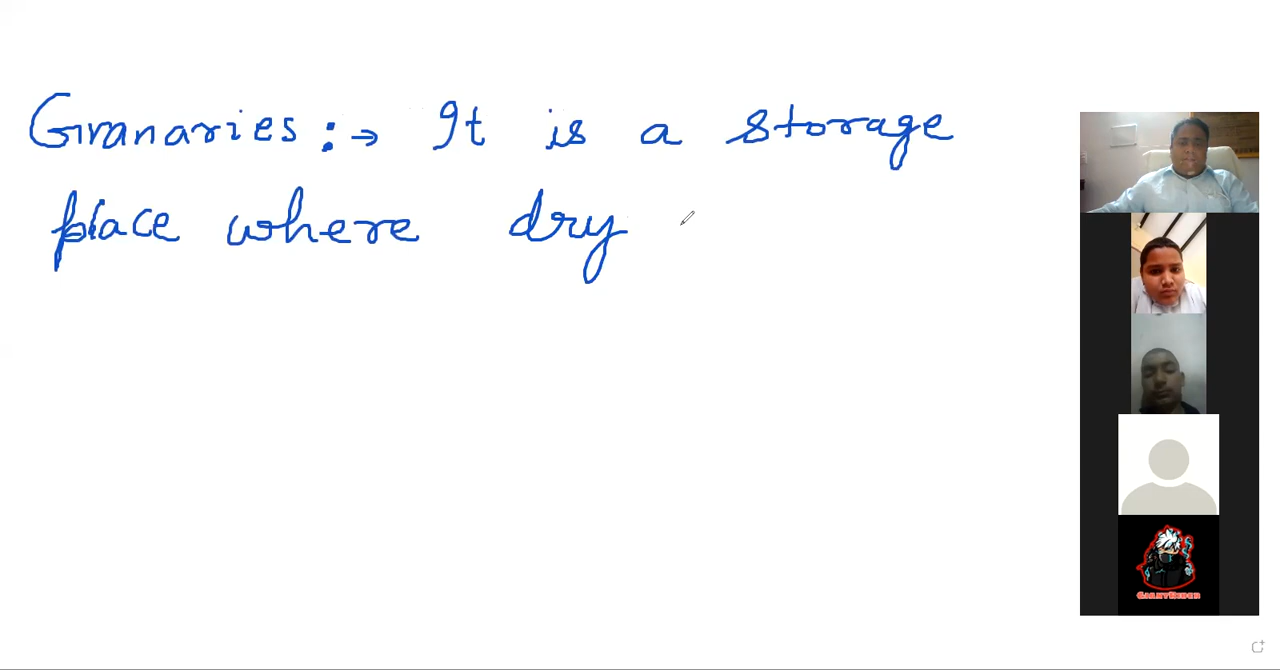 Granaries :→ It is a storage
place where dry